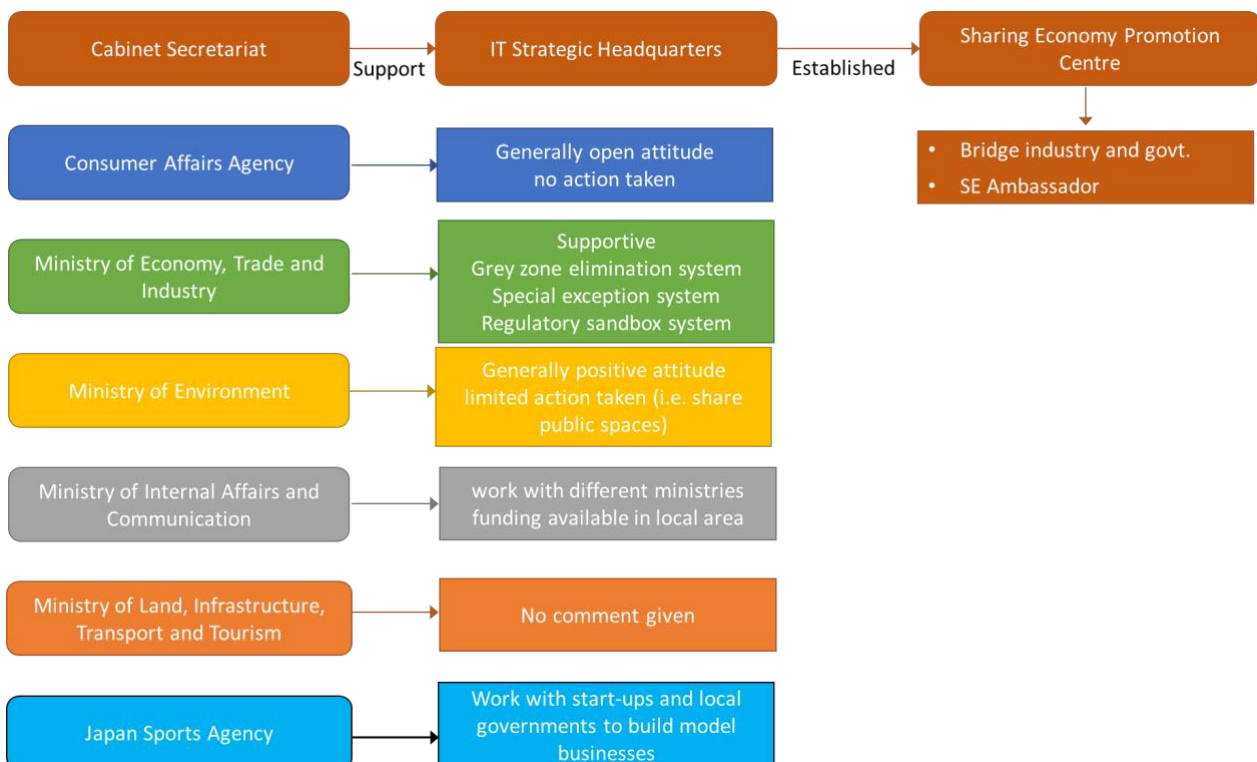 Cabinet Secretariat
Support
IT Strategic Headquarters
Established
Sharing Economy Promotion
Centre
• Bridge industry and govt.
• SE Ambassador
Consumer Affairs Agency
Generally open attitude
no action taken
Ministry of Economy, Trade and
Industry
Supportive
Grey zone elimination system
Special exception system
Regulatory sandbox system
Ministry of Environment
Generally positive attitude
limited action taken (i.e. share
public spaces)
Ministry of Internal Affairs and
Communication
work with different ministries
funding available in local area
Ministry of Land, Infrastructure,
Transport and Tourism
No comment given
Japan Sports Agency
Work with start-ups and local
governments to build model
businesses